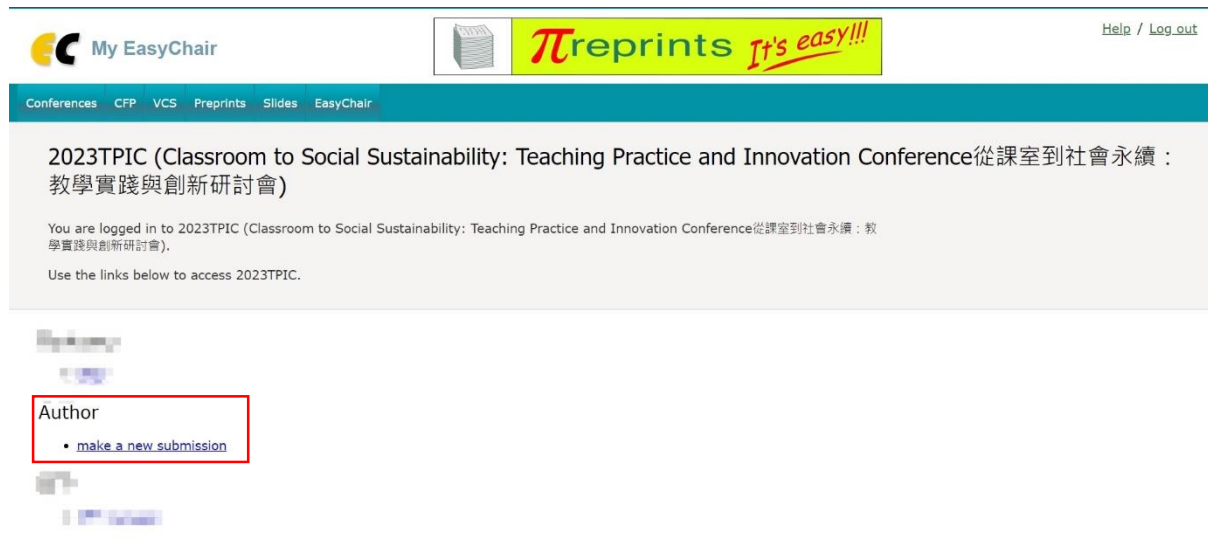 EC My EasyChair
πreprints It's easy!!!
Help / Log out
Conferences CFP VCS Preprints Slides EasyChair
2023TPIC (Classroom to Social Sustainability: Teaching Practice and Innovation Conference從課室到社會永續：
教學實踐與創新研討會)
You are logged in to 2023TPIC (Classroom to Social Sustainability: Teaching Practice and Innovation Conference從課室到社會永續：教
學實踐與創新研討會).
Use the links below to access 2023TPIC.
Author
• make a new submission